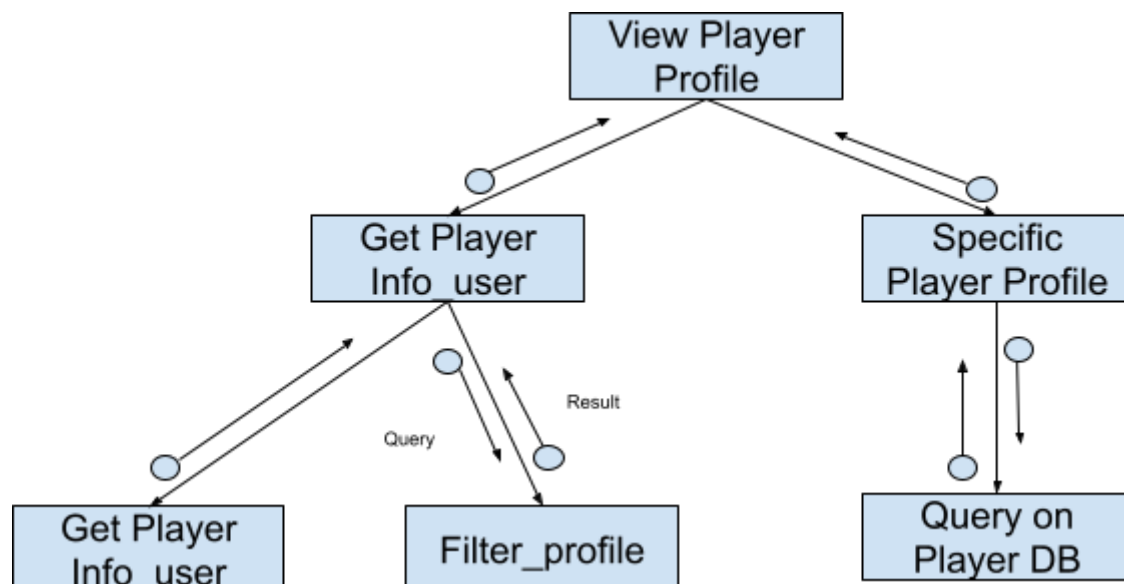 View Player
Profile
Get Player
Info_user
Specific
Player Profile
Result
Query
Get Player
Info_user
Filter_profile
Query on
Player DB